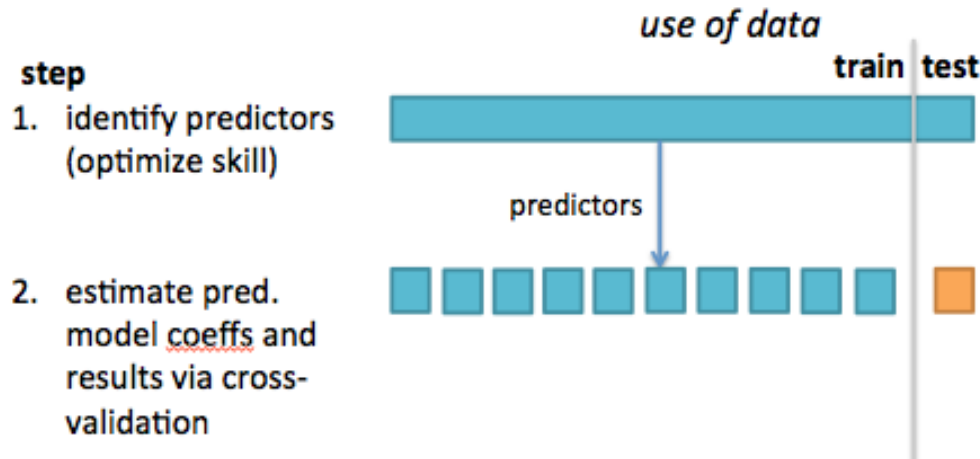 use of data
train test
step
1. identify predictors
(optimize skill)
predictors
2. estimate pred.
model coeffs and
results via cross-
validation